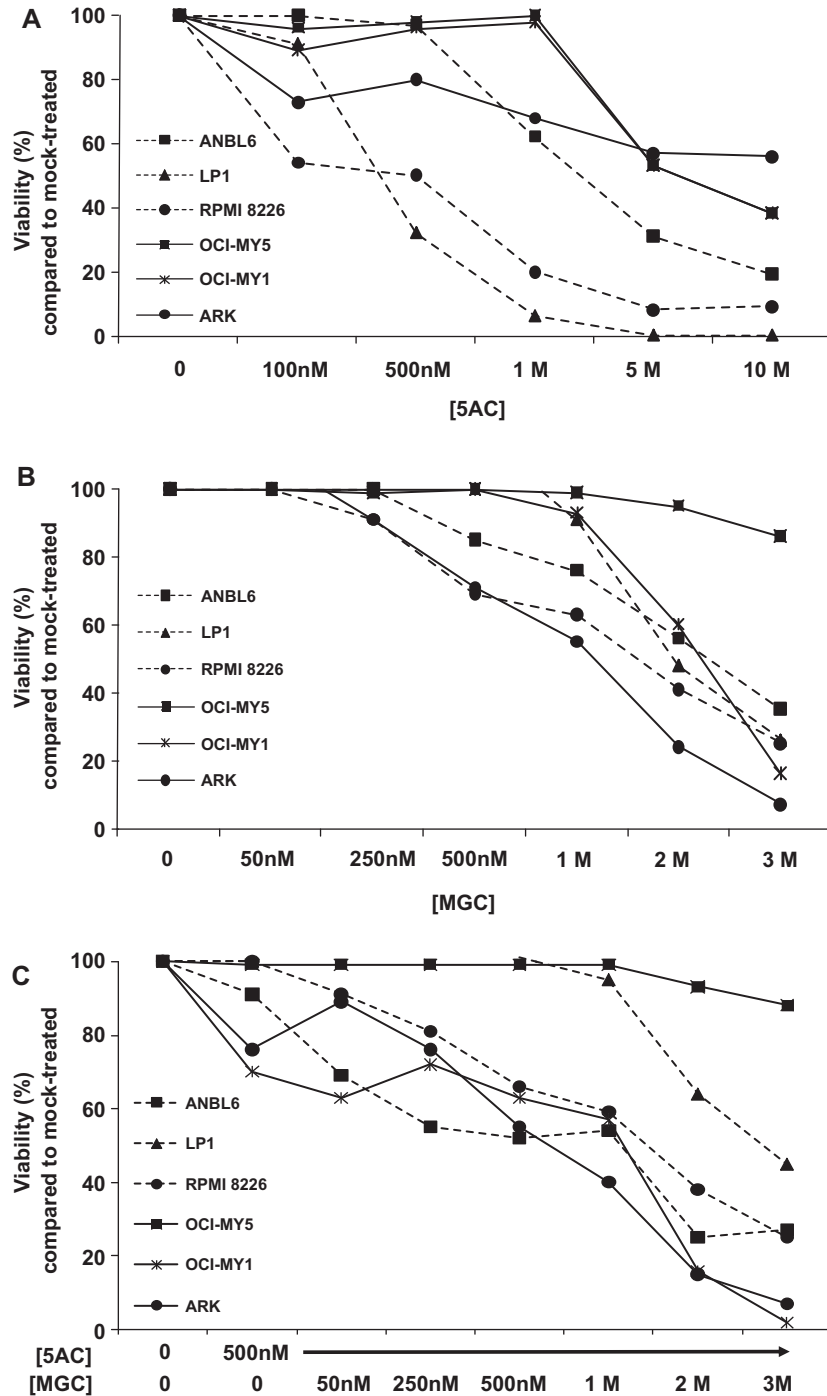 A
Viability (%)
compared to mock-treated
100
80
60
40
20
0
ANBL6
LP1
RPMI 8226
OCI-MY5
OCI-MY1
ARK
0 100nM 500nM 1 M 5 M 10 M
[5AC]
B
Viability (%)
compared to mock-treated
100
80
60
40
20
0
ANBL6
LP1
RPMI 8226
OCI-MY5
OCI-MY1
ARK
0 50nM 250nM 500nM 1 M 2 M 3 M
[MGC]
C
Viability (%)
compared to mock-treated
100
80
60
40
20
0
ANBL6
LP1
RPMI 8226
OCI-MY5
OCI-MY1
ARK
[5AC] 0 500nM
[MGC] 0 0 50nM 250nM 500nM 1 M 2 M 3M